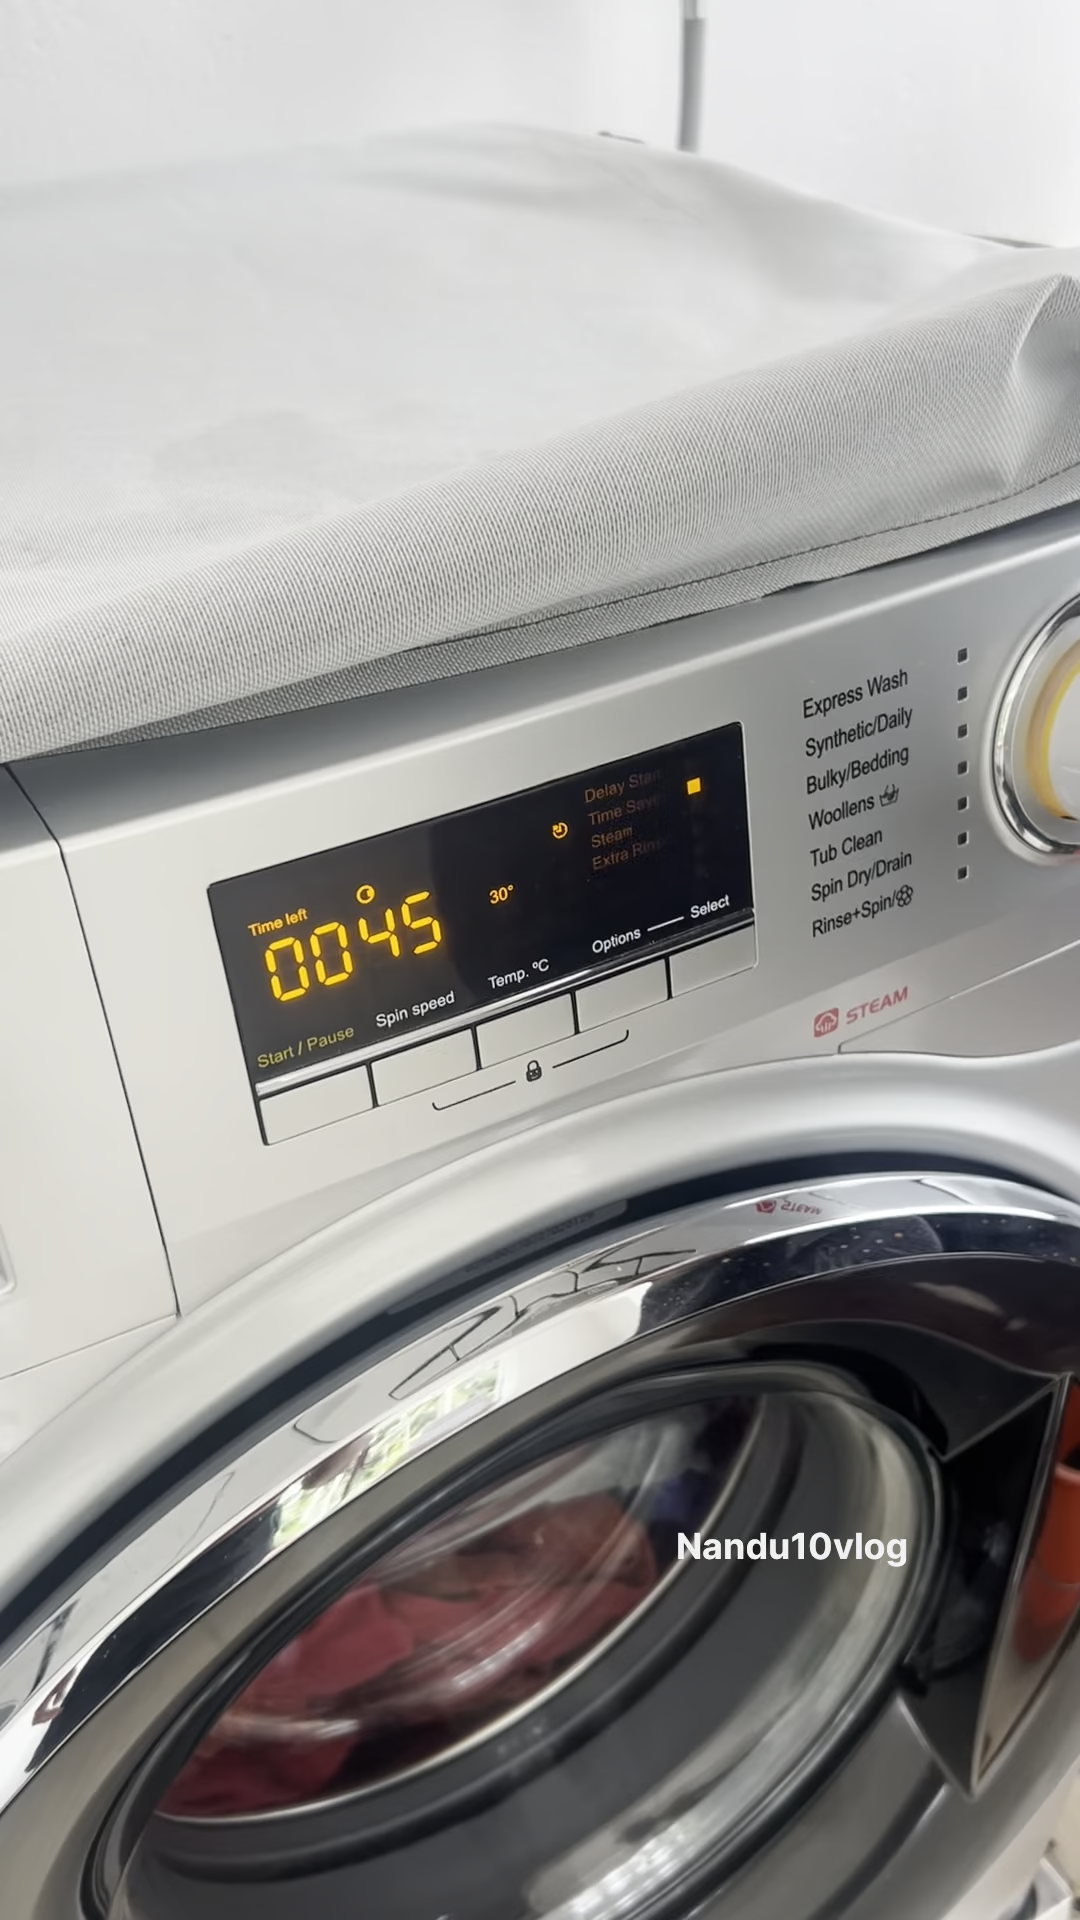 Express Wash
Synthetic/Daily
Bulky/Bedding
Woollens
Tub Clean
Spin Dry/Drain
Rinse+Spin/
Delay Start
Time Saver
Steam
Extra Rinse
Time left
0045
30°
Select
Options
Temp. °C
Spin speed
Start / Pause
STEAM
Nandu10vlog